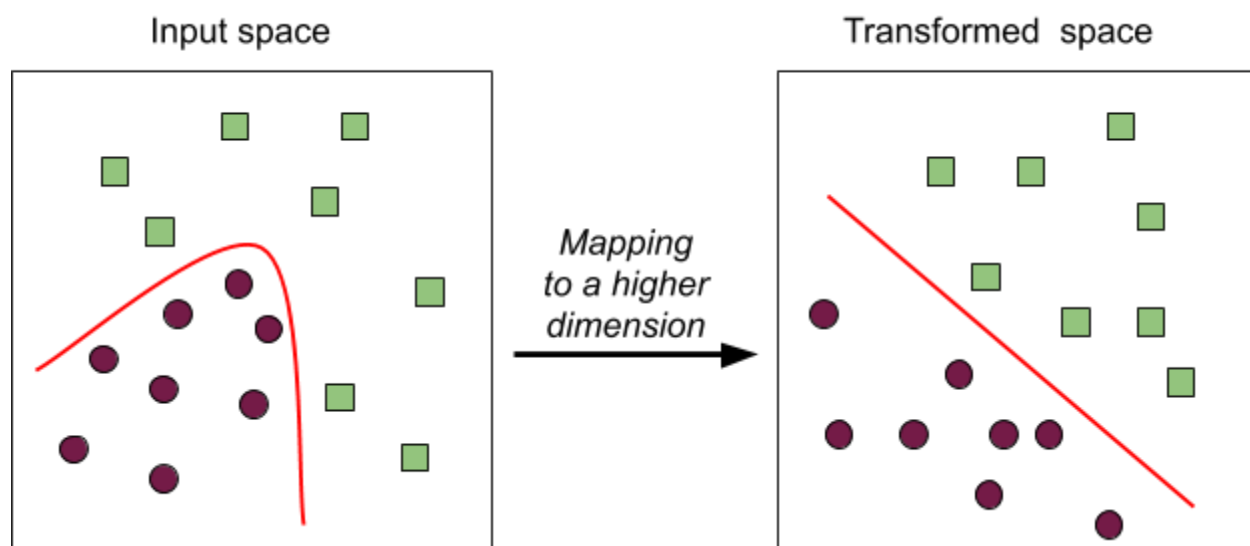 Input space
Transformed space
Mapping
to a higher
dimension